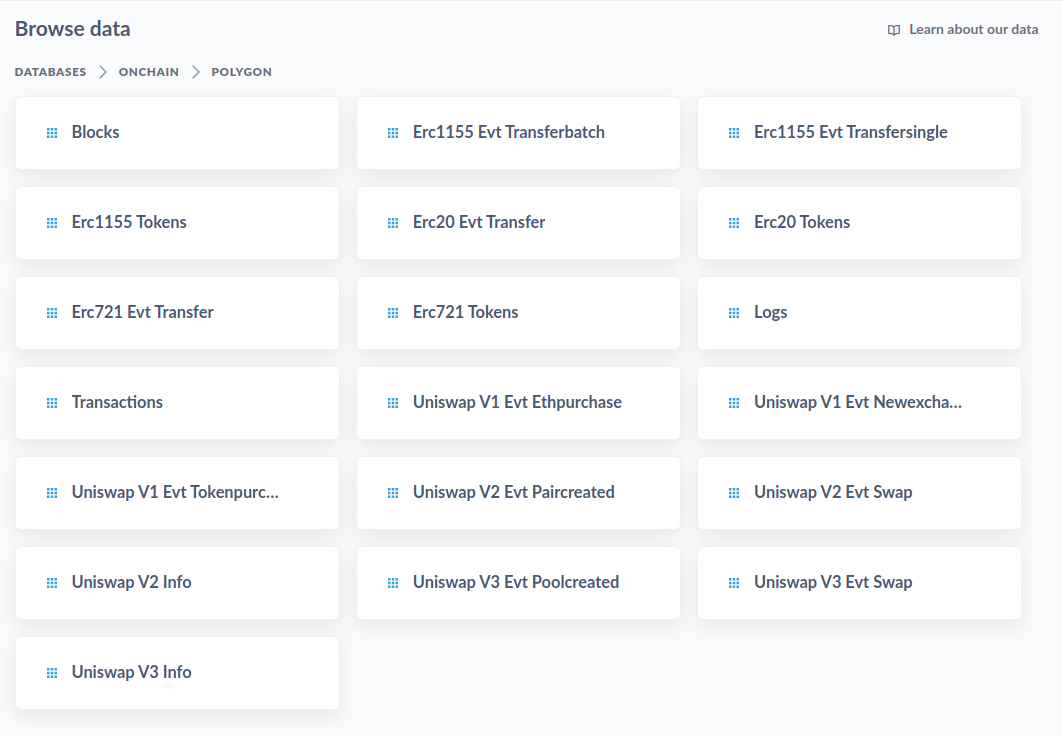 Browse data
Learn about our data
DATABASES > ONCHAIN > POLYGON
Blocks
Erc1155 Evt Transferbatch
Erc1155 Evt Transfersingle
Erc1155 Tokens
Erc20 Evt Transfer
Erc20 Tokens
Erc721 Evt Transfer
Erc721 Tokens
Logs
Transactions
Uniswap V1 Evt Ethpurchase
Uniswap V1 Evt Newexcha...
Uniswap V1 Evt Tokenpurc...
Uniswap V2 Evt Paircreated
Uniswap V2 Evt Swap
Uniswap V2 Info
Uniswap V3 Evt Poolcreated
Uniswap V3 Evt Swap
Uniswap V3 Info